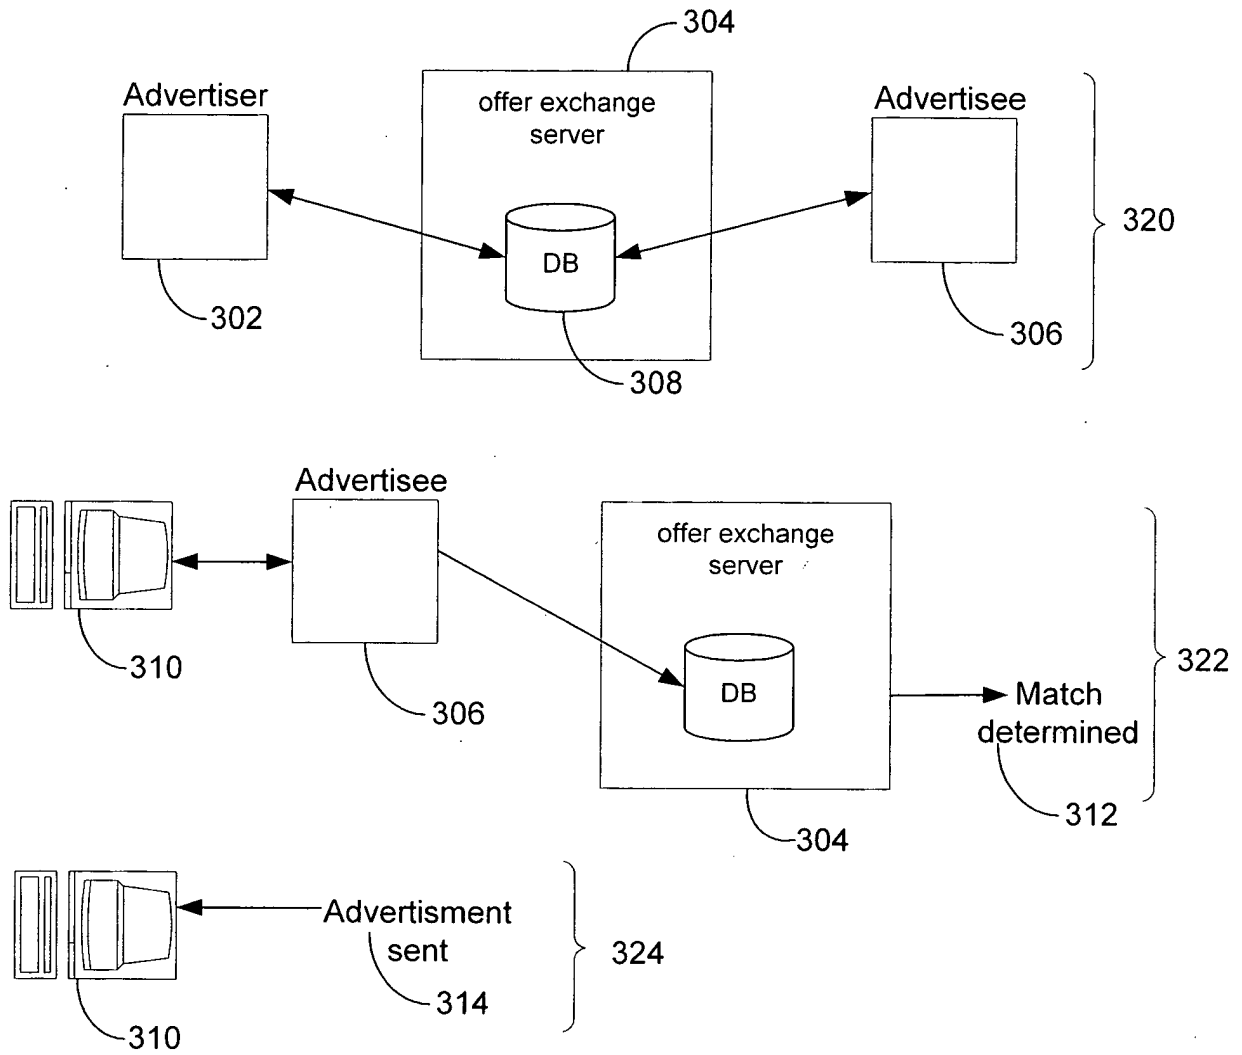 304
Advertiser
offer exchange
server
Advertisee
DB
320
302
306
308
Advertisee
offer exchange
server
DB
310
306
Match
determined
322
312
304
Advertisment
sent
324
314
310